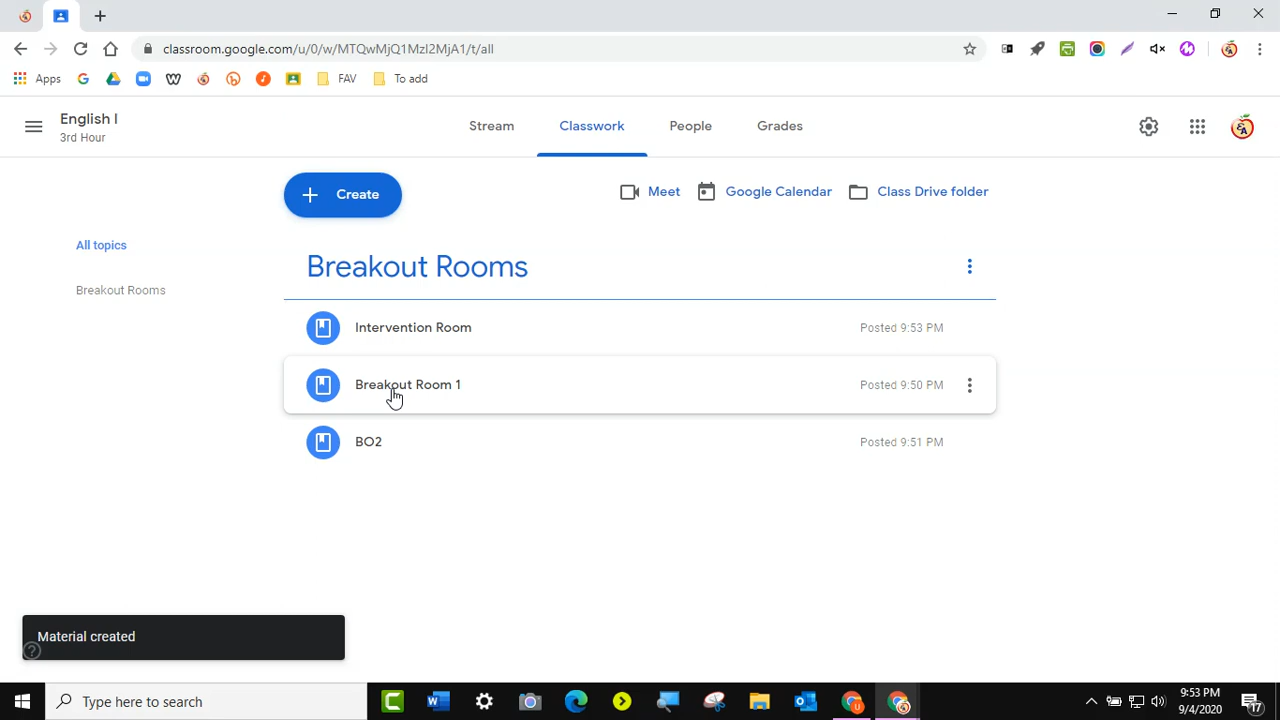 classroom.google.com/u/0/w/MTQwMjQ1Mzl2MjA1/t/all
Apps
FAV
To add
English I
3rd Hour
Stream
Classwork
People
Grades
Create
Meet
Google Calendar
Class Drive folder
All topics
Breakout Rooms
Breakout Rooms
Intervention Room
Posted 9:53 PM
Breakout Room 1
Posted 9:50 PM
BO2
Posted 9:51 PM
Material created
Type here to search
9:53 PM
9/4/2020
17